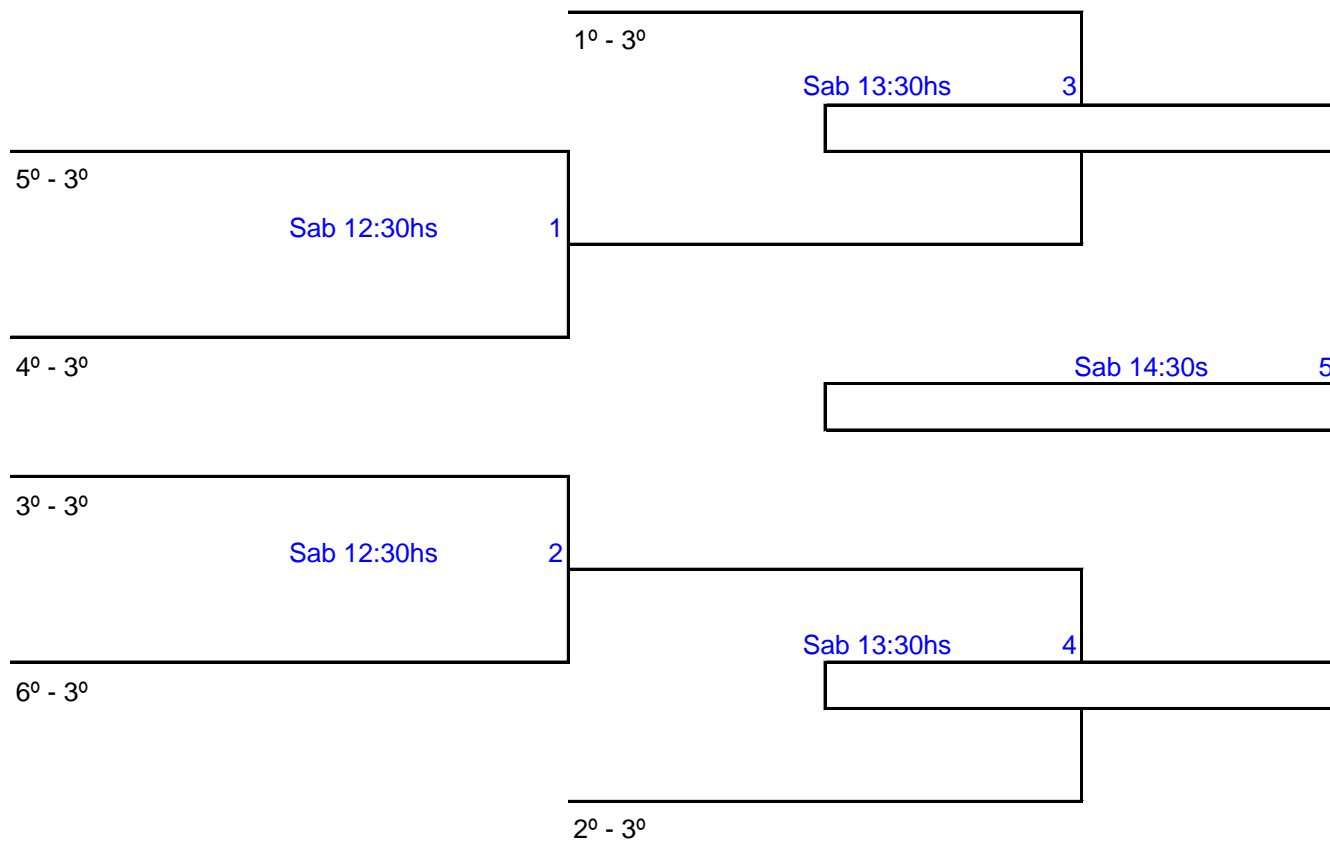 1º - 3º
Sab 13:30hs 3
5º - 3º
Sab 12:30hs 1
4º - 3º
Sab 14:30s 5
3º - 3º
Sab 12:30hs 2
Sab 13:30hs 4
6º - 3º
2º - 3º